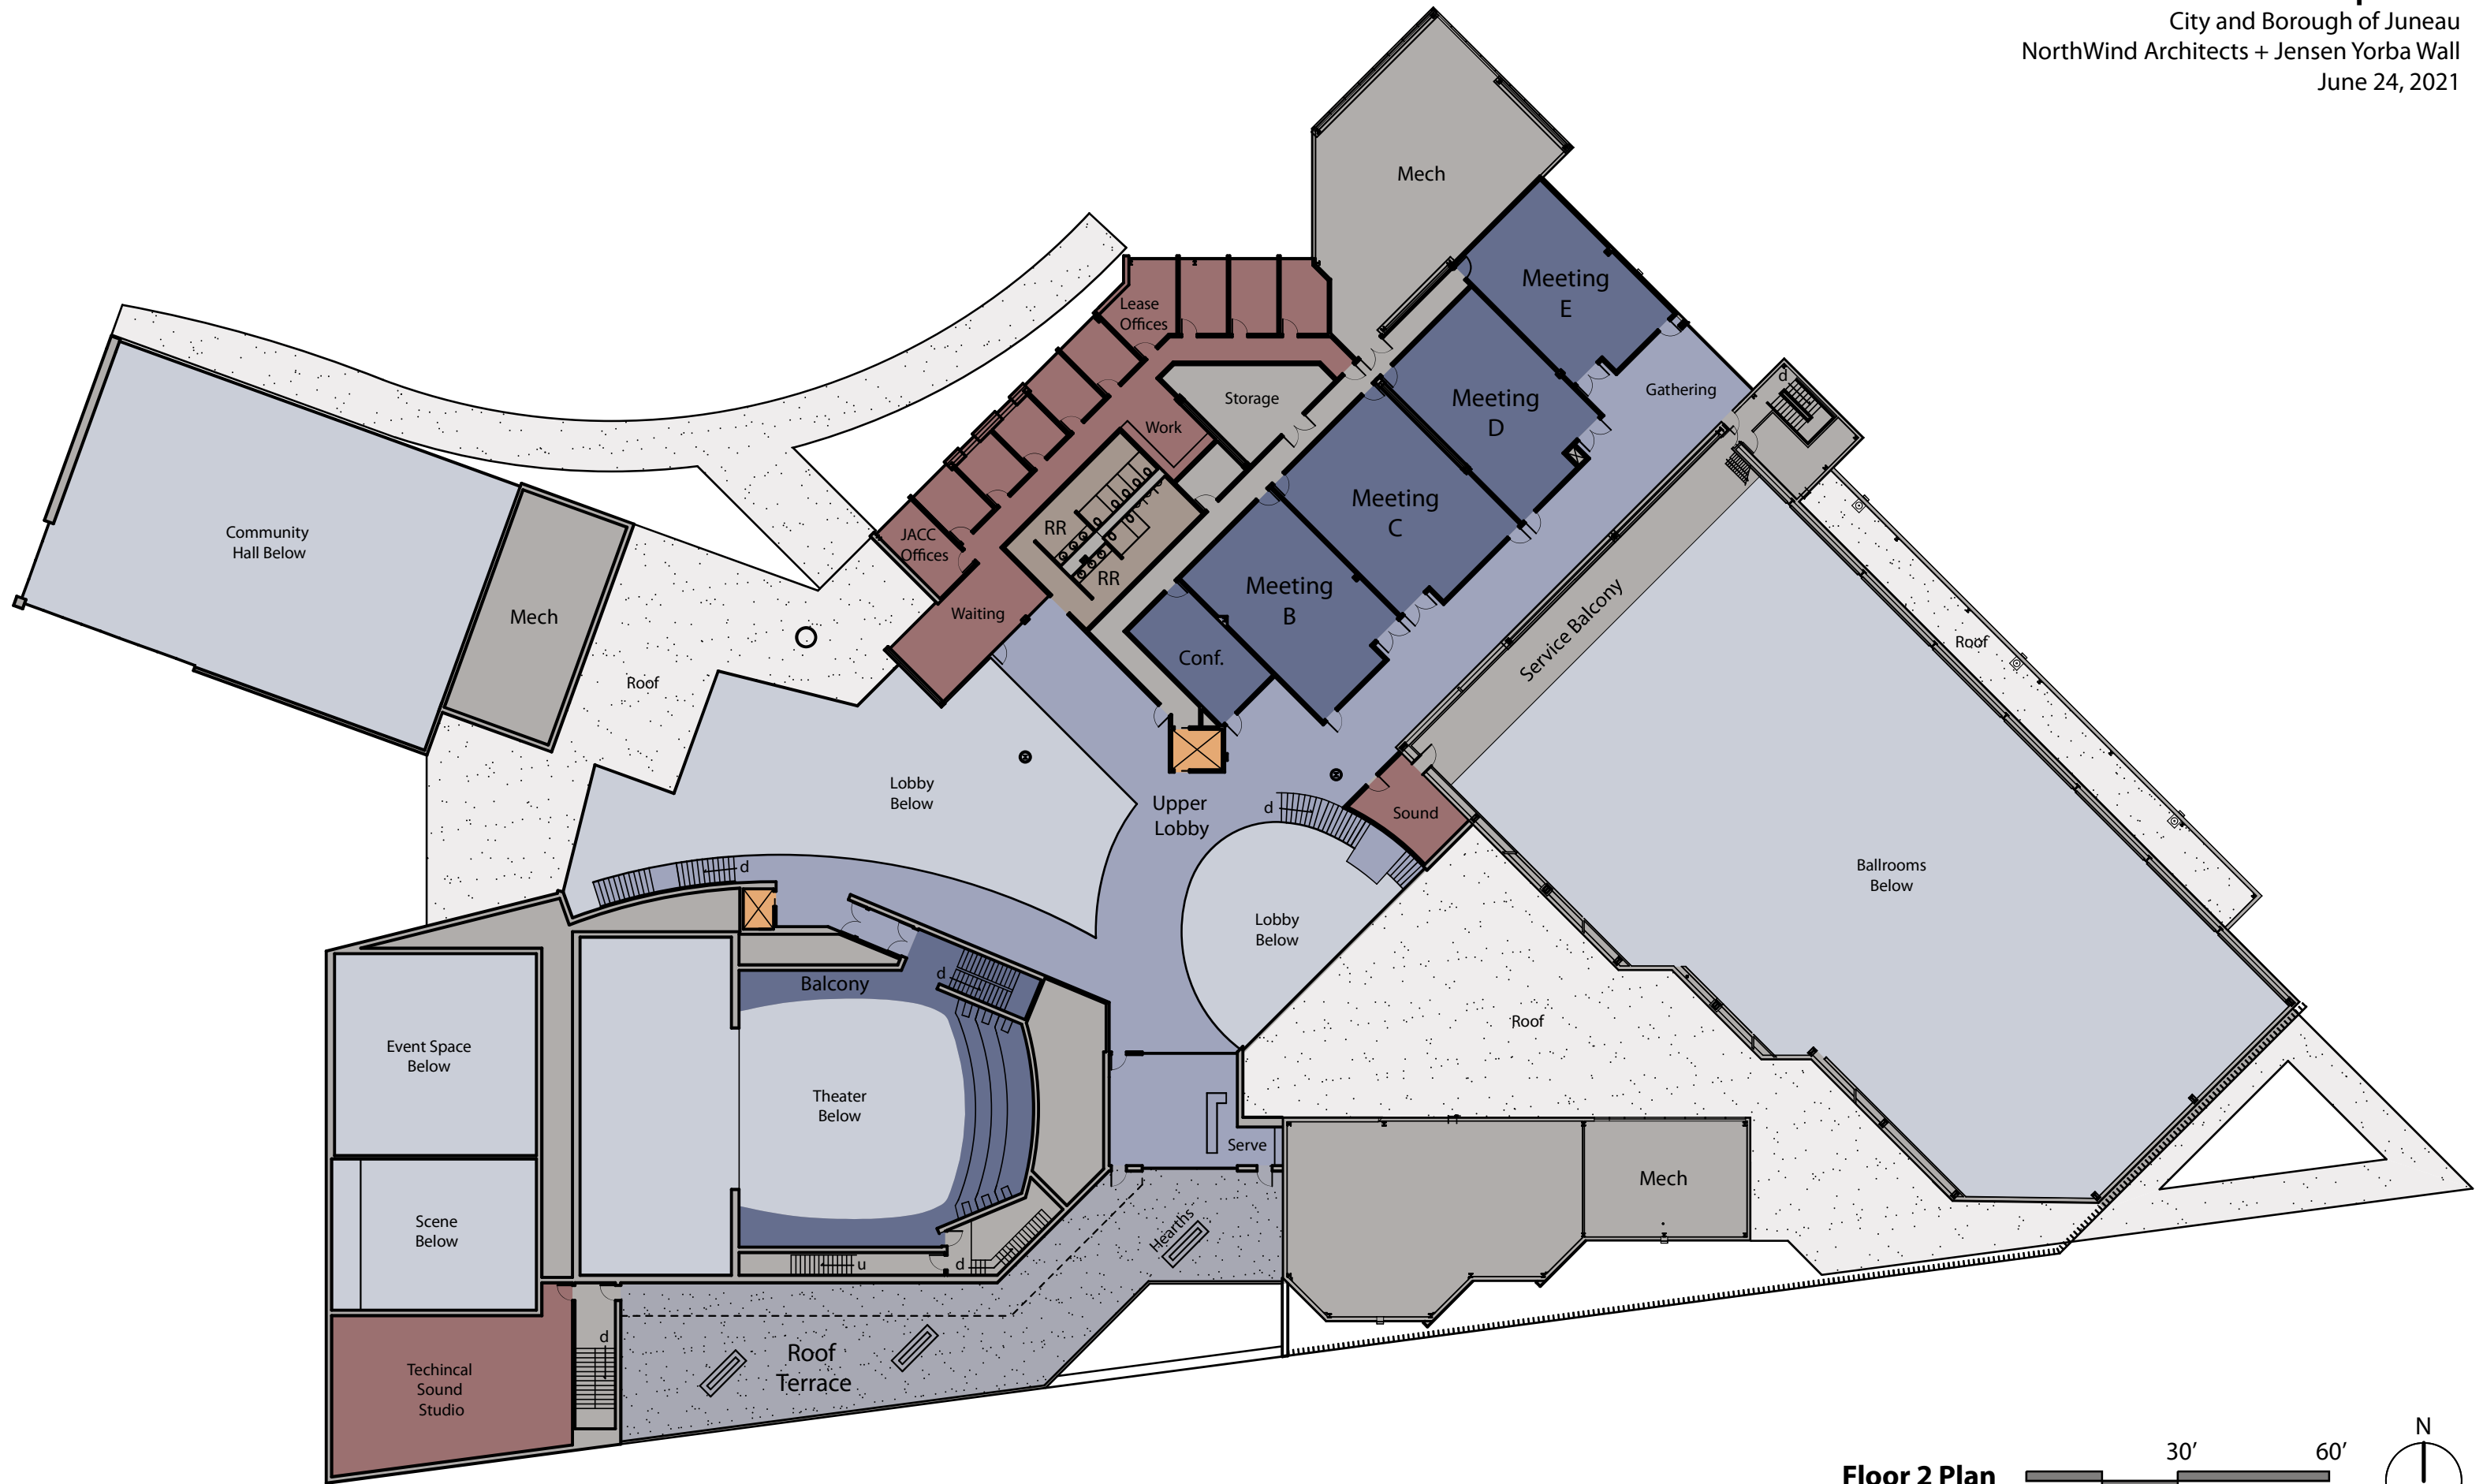 City and Borough of Juneau
NorthWind Architects + Jensen Yorba Wall
June 24, 2021
Mech
Meeting
E
Lease
Offices
Gathering
d
Storage
Meeting
D
Work
Meeting
C
RR
JACC
Offices
RR
Community
Hall Below
Meeting
B
Waiting
Mech
Service Balcony
Roof
Conf.
Roof
Lobby
Below
Upper
Lobby
d
Sound
d
Ballrooms
Below
Lobby
Below
d
Balcony
Roof
Event Space
Below
Theater
Below
Serve
Mech
Scene
Below
Hearths
u
d
d
Roof
Terrace
Techincal
Sound
Studio
N
30’
60’
Floor 2 Plan